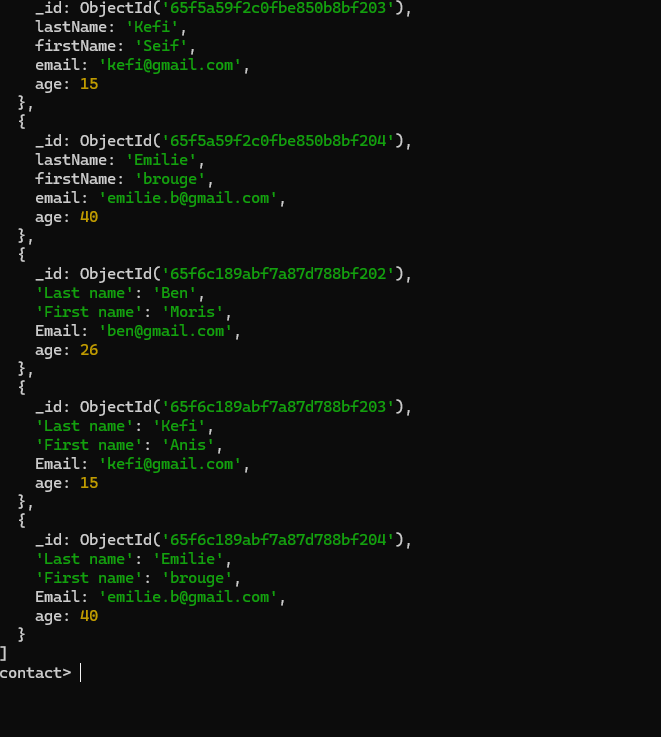 _id: ObjectId('65f5a59f2c0fbe850b8bf203'),
lastName: 'Kefi',
firstName: 'Seif',
email: 'kefi@gmail.com',
age: 15
},
{
_id: ObjectId('65f5a59f2c0fbe850b8bf204'),
lastName: 'Emilie',
firstName: 'brouge',
email: 'emilie.b@gmail.com',
age: 40
},
{
_id: ObjectId('65f6c189abf7a87d788bf202'),
'Last name': 'Ben',
'First name': 'Moris',
Email: 'ben@gmail.com',
age: 26
},
{
_id: ObjectId('65f6c189abf7a87d788bf203'),
'Last name': 'Kefi',
'First name': 'Anis',
Email: 'kefi@gmail.com',
age: 15
},
{
_id: ObjectId('65f6c189abf7a87d788bf204'),
'Last name': 'Emilie',
'First name': 'brouge',
Email: 'emilie.b@gmail.com',
age: 40
}
]
contact>